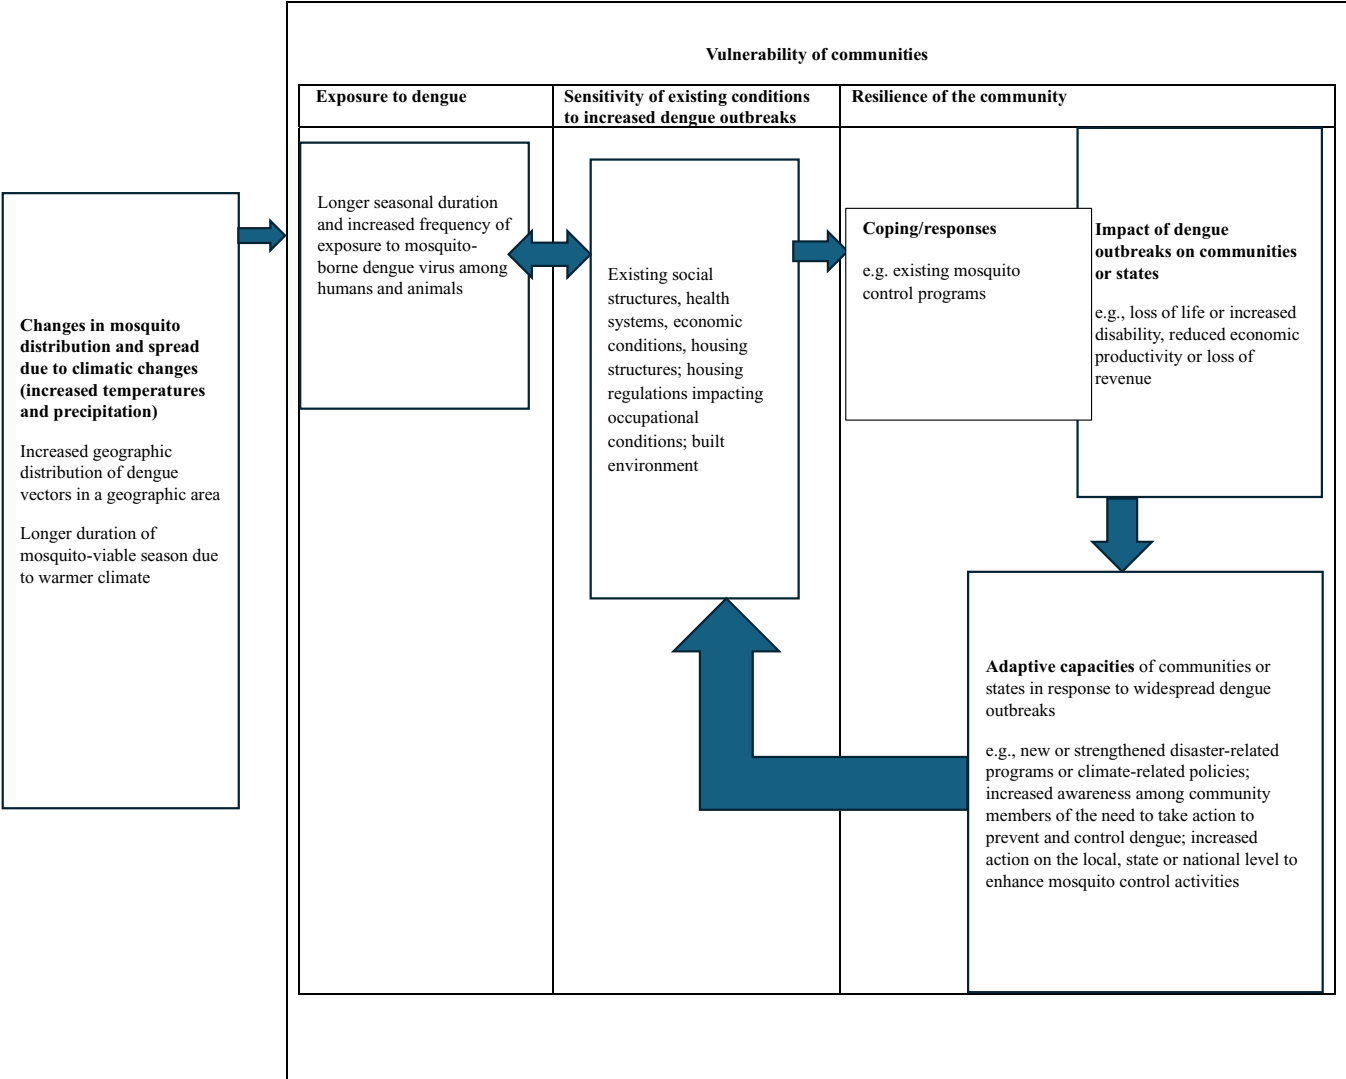 Vulnerability of communities
Exposure to dengue
Sensitivity of existing conditions
to increased dengue outbreaks
Resilience of the community
Changes in mosquito
distribution and spread
due to climatic changes
(increased temperatures
and precipitation)
Increased geographic
distribution of dengue
vectors in a geographic area
Longer duration of
mosquito-viable season due
to warmer climate
Longer seasonal duration
and increased frequency of
exposure to mosquito-
borne dengue virus among
humans and animals
Existing social
structures, health
systems, economic
conditions, housing
structures; housing
regulations impacting
occupational
conditions; built
environment
Coping/responses
e.g. existing mosquito
control programs
Impact of dengue
outbreaks on communities
or states
e.g., loss of life or increased
disability, reduced economic
productivity or loss of
revenue
Adaptive capacities of communities or
states in response to widespread dengue
outbreaks
e.g., new or strengthened disaster-related
programs or climate-related policies;
increased awareness among community
members of the need to take action to
prevent and control dengue; increased
action on the local, state or national level to
enhance mosquito control activities